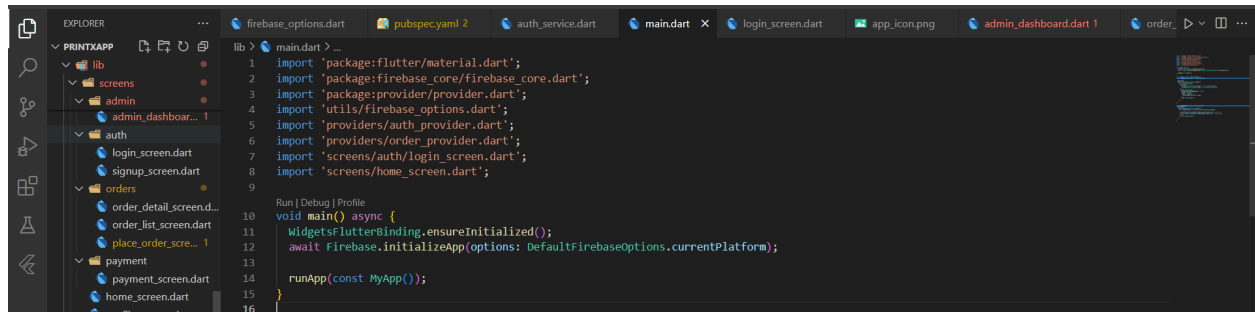 EXPLORER ...
firebase_options.dart pubspec.yaml 2 auth_service.dart main.dart login_screen.dart app_icon.png admin_dashboard.dart 1 order_
PRINTXAPP
lib > main.dart > ...
lib
screens
admin
admin_dashboar... 1
auth
login_screen.dart
signup_screen.dart
orders
order_detail_screen.d...
order_list_screen.dart
place_order_scre... 1
payment
payment_screen.dart
home_screen.dart
1 import 'package:flutter/material.dart';
2 import 'package:firebase_core/firebase_core.dart';
3 import 'package:provider/provider.dart';
4 import 'utils/firebase_options.dart';
5 import 'providers/auth_provider.dart';
6 import 'providers/order_provider.dart';
7 import 'screens/auth/login_screen.dart';
8 import 'screens/home_screen.dart';
9
Run | Debug | Profile
10 void main() async {
11 WidgetsFlutterBinding.ensureInitialized();
12 await Firebase.initializeApp(options: DefaultFirebaseOptions.currentPlatform);
13
14 runApp(const MyApp());
15 }
16